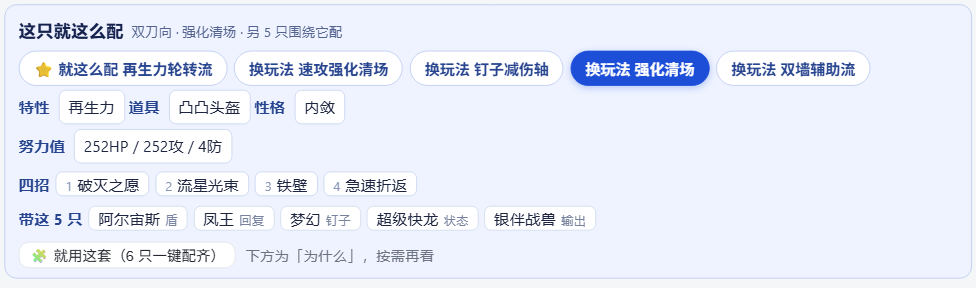 这只就这么配 双刀向 · 强化清场 · 另 5 只围绕它配
就这么配 再生力轮转流 换玩法 速攻强化清场 换玩法 钉子减伤轴 换玩法 强化清场 换玩法 双墙辅助流
特性 再生力 道具 凸凸头盔 性格 内敛
努力值 252HP / 252攻 / 4防
四招 1 破灭之愿 2 流星光束 3 铁壁 4 急速折返
带这 5 只 阿尔宙斯 盾 凤王 回复 梦幻 钉子 超级快龙 状态 银伴战兽 输出
就用这套（6 只一键配齐） 下方为「为什么」，按需再看